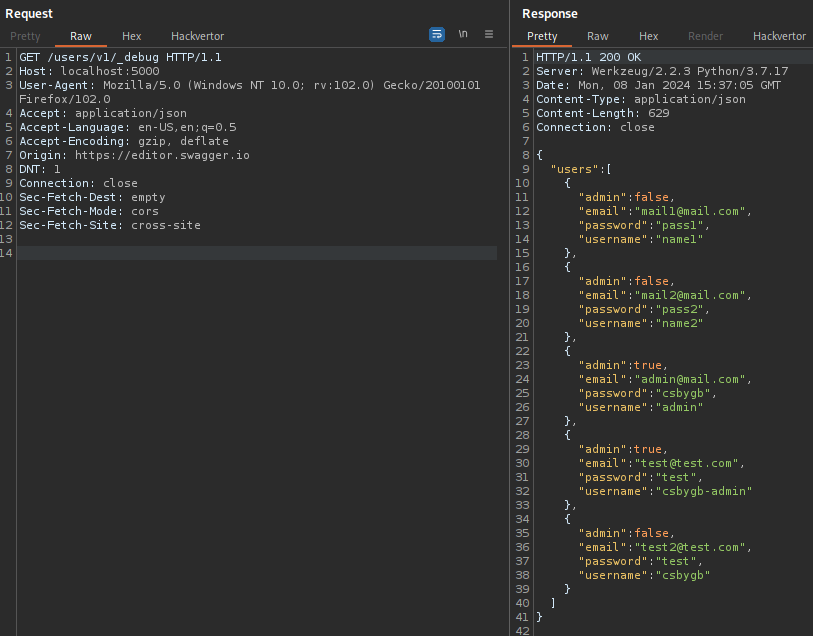 Request
Pretty Raw Hex Hackvertor \n
1 GET /users/v1/_debug HTTP/1.1
2 Host: localhost:5000
3 User-Agent: Mozilla/5.0 (Windows NT 10.0; rv:102.0) Gecko/20100101
Firefox/102.0
4 Accept: application/json
5 Accept-Language: en-US,en;q=0.5
6 Accept-Encoding: gzip, deflate
7 Origin: https://editor.swagger.io
8 DNT: 1
9 Connection: close
10 Sec-Fetch-Dest: empty
11 Sec-Fetch-Mode: cors
12 Sec-Fetch-Site: cross-site
13
14
Response
Pretty Raw Hex Render Hackvertor
1 HTTP/1.1 200 OK
2 Server: Werkzeug/2.2.3 Python/3.7.17
3 Date: Mon, 08 Jan 2024 15:37:05 GMT
4 Content-Type: application/json
5 Content-Length: 629
6 Connection: close
7
8 {
9 "users":[
10 {
11 "admin":false,
12 "email":"mail1@mail.com",
13 "password":"pass1",
14 "username":"name1"
15 },
16 {
17 "admin":false,
18 "email":"mail2@mail.com",
19 "password":"pass2",
20 "username":"name2"
21 },
22 {
23 "admin":true,
24 "email":"admin@mail.com",
25 "password":"csbygb",
26 "username":"admin"
27 },
28 {
29 "admin":true,
30 "email":"test@test.com",
31 "password":"test",
32 "username":"csbygb-admin"
33 },
34 {
35 "admin":false,
36 "email":"test2@test.com",
37 "password":"test",
38 "username":"csbygb"
39 }
40 ]
41 }
42